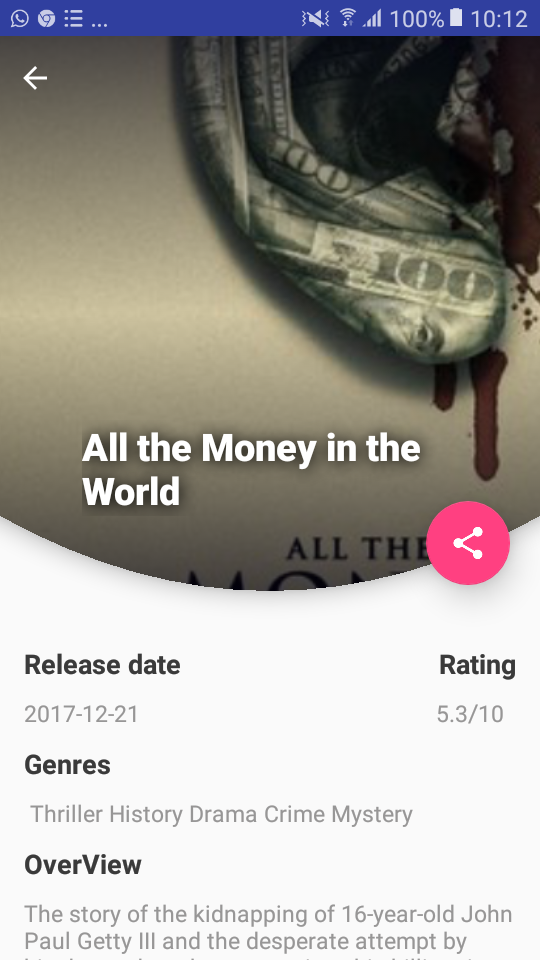 ... 100% 10:12
All the Money in the
World
ALL THE
Release date Rating
2017-12-21 5.3/10
Genres
Thriller History Drama Crime Mystery
OverView
The story of the kidnapping of 16-year-old John
Paul Getty III and the desperate attempt by